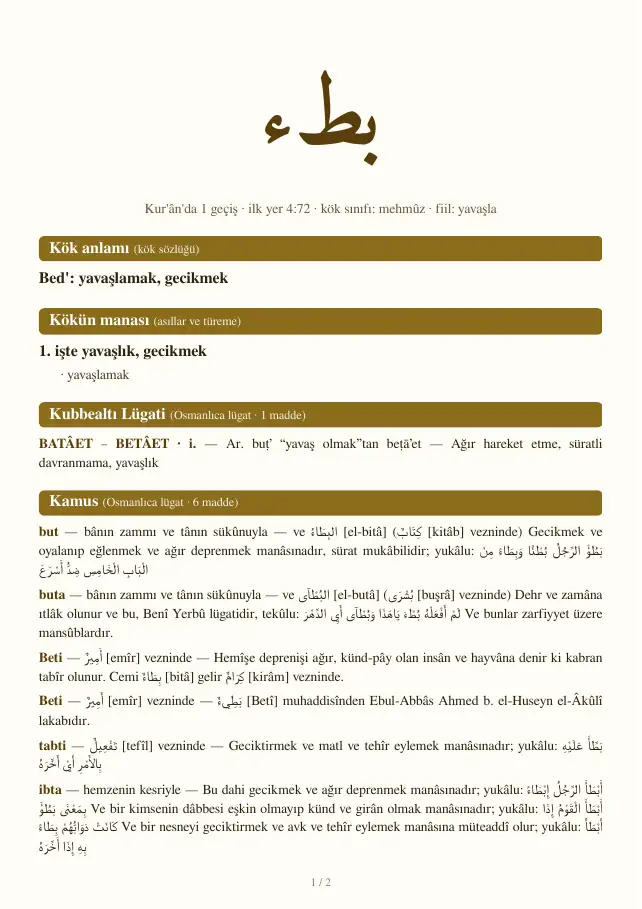 بطء
Kur'ân'da 1 geçiş · ilk yer 4:72 · kök sınıfı: mehmûz · fiil: yavaşla
Kök anlamı (kök sözlüğü)
Bed': yavaşlamak, gecikmek
Kökün manası (asıllar ve türeme)
1. işte yavaşlık, gecikmek
· yavaşlamak
Kubbealtı Lügati (Osmanlıca lügat · 1 madde)
BATÂET – BETÂET · i. — Ar. buṭ' “yavaş olmak”tan beṭā'et — Ağır hareket etme, süratli
davranmama, yavaşlık
Kamus (Osmanlıca lügat · 6 madde)
but — bânın zammı ve tânın sükûnuyla — ve البِطَاءُ [el-bitâ] (كِتَابٌ [kitâb] vezninde) Gecikmek ve
oyalanıp eğlenmek ve ağır deprenmek manâsınadır, sürat mukâbilidir; yukâlu: بَطُؤَ الرَّجُلُ بُطْئًا وَبِطَاءً مِنَ
الْبَابِ الْخَامِسِ ضِدُّ أَسْرَعَ
buta — bânın zammı ve tânın sükûnuyla — ve البُطْآَى [el-butâ] (بُشْرَى [buşrâ] vezninde) Dehr ve zamâna
ıtlâk olunur ve bu, Benî Yerbû lügatidir, tekûlu: لَمْ أَفْعَلْهُ بُطْءَ يَاهَذَا وَبُطْآَى أَيِ الدَّهْرَ Ve bunlar zarfiyyet üzere
mansûblardır.
Beti — أَمِيرٌ [emîr] vezninde — Hemîşe deprenişi ağır, künd-pây olan insân ve hayvâna denir ki kabran
tabîr olunur. Cemi بِطَاءٌ [bitâ] gelir كِرَامٌ [kirâm] vezninde.
Beti — أَمِيرٌ [emîr] vezninde — بَطِيءٌ [Betî] muhaddisînden Ebul-Abbâs Ahmed b. el-Huseyn el-Âkûlî
lakabıdır.
tabti — تَفْعِيلٌ [tefîl] vezninde — Geciktirmek ve matl ve tehîr eylemek manâsınadır; yukâlu: بَطَّأَ عَلَيْهِ
بِالْأَمْرِ أَيْ أَخَّرَهُ
ibta — hemzenin kesriyle — Bu dahi gecikmek ve ağır deprenmek manâsınadır; yukâlu: أَبْطَأَ الرَّجُلُ إِبْطَاءً
بِمَعْنَى بَطُؤَ Ve bir kimsenin dâbbesi eşkin olmayıp künd ve girân olmak manâsınadır; yukâlu: أَبْطَأَ الْقَوْمُ إِذَا
كَانَتْ دَوَابُّهُمْ بِطَاءً Ve bir nesneyi geciktirmek ve avk ve tehîr eylemek manâsına müteaddî olur; yukâlu: أَبْطَأَ
بِهِ إِذَا أَخَّرَهُ
1 / 2